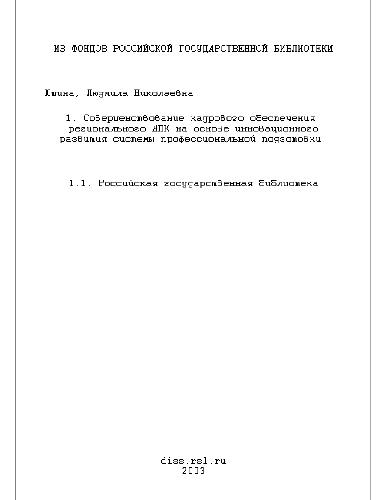 ИЗ ФОНДОВ РОССИЙСКОЙ ГОСУДАРСТВЕННОЙ БИБЛИОТЕКИ
Людмила Николаевна
1. Совершенствование кадрового обеспечения
регионального АПК на основе инновационного
развития системы профессиональной подготовки
1.1. Российская государственная библиотека
diss.rsl.ru
2003